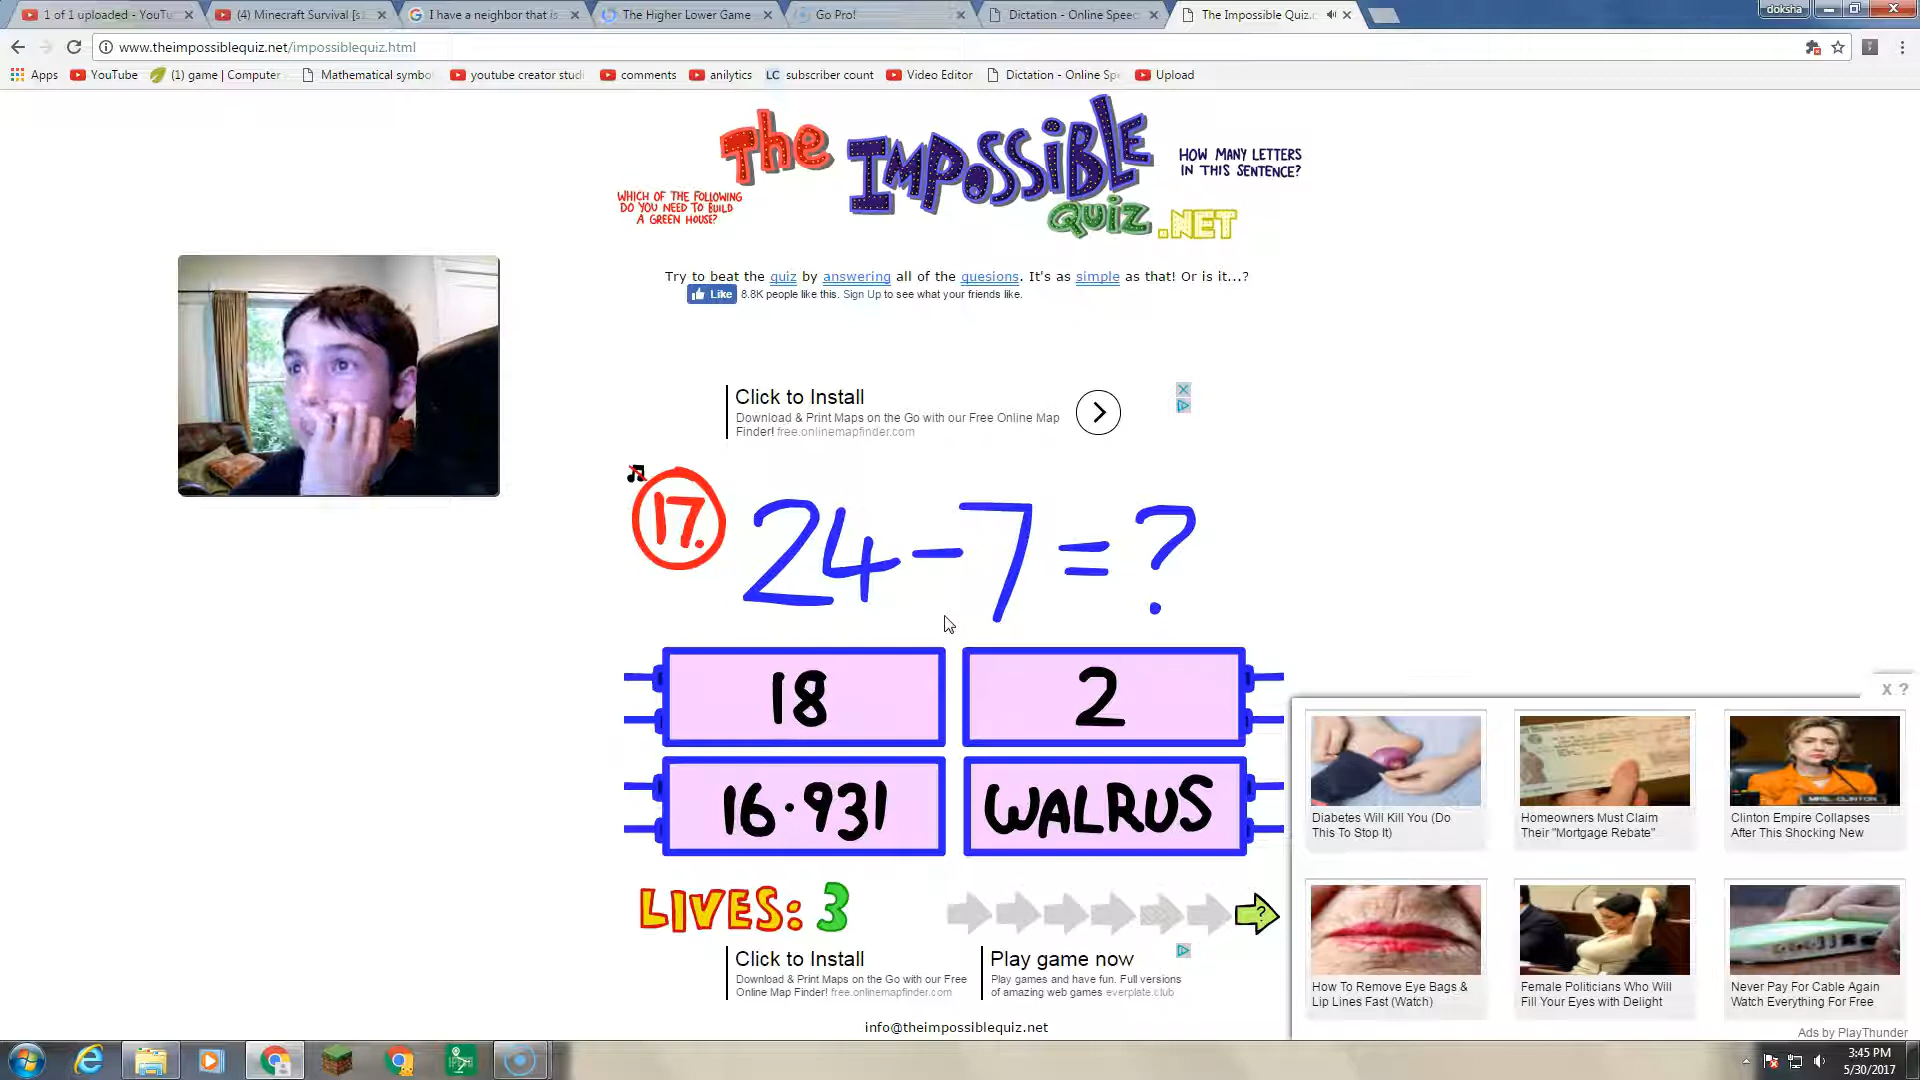 1 of 1 uploaded - YouTu
(4) Minecraft Survival [s1
I have a neighbor that is
The Higher Lower Game
Go Pro!
Dictation - Online Speec
The Impossible Quiz.n
doksha
www.theimpossiblequiz.net/impossiblequiz.html
Apps
YouTube
(1) game | Computer
Mathematical symbo
youtube creator studi
comments
anilytics
LC subscriber count
Video Editor
Dictation - Online Spe
Upload
The Impossible Quiz .NET
WHICH OF THE FOLLOWING
DO YOU NEED TO BUILD
A GREEN HOUSE?
HOW MANY LETTERS
IN THIS SENTENCE?
Try to beat the quiz by answering all of the quesions. It's as simple as that! Or is it...?
Like 8.8K people like this. Sign Up to see what your friends like.
Click to Install
Download & Print Maps on the Go with our Free Online Map
Finder! free.onlinemapfinder.com
17.
24-7=?
18
2
16.931
WALRUS
LIVES: 3
?
Click to Install
Download & Print Maps on the Go with our Free
Online Map Finder! free.onlinemapfinder.com
Play game now
Play games and have fun. Full versions
of amazing web games everplate.club
info@theimpossiblequiz.net
X ?
Diabetes Will Kill You (Do
This To Stop It)
Homeowners Must Claim
Their "Mortgage Rebate"
MRS. CLINTON
Clinton Empire Collapses
After This Shocking New
How To Remove Eye Bags &
Lip Lines Fast (Watch)
Female Politicians Who Will
Fill Your Eyes with Delight
Never Pay For Cable Again
Watch Everything For Free
Ads by PlayThunder
3:45 PM
5/30/2017